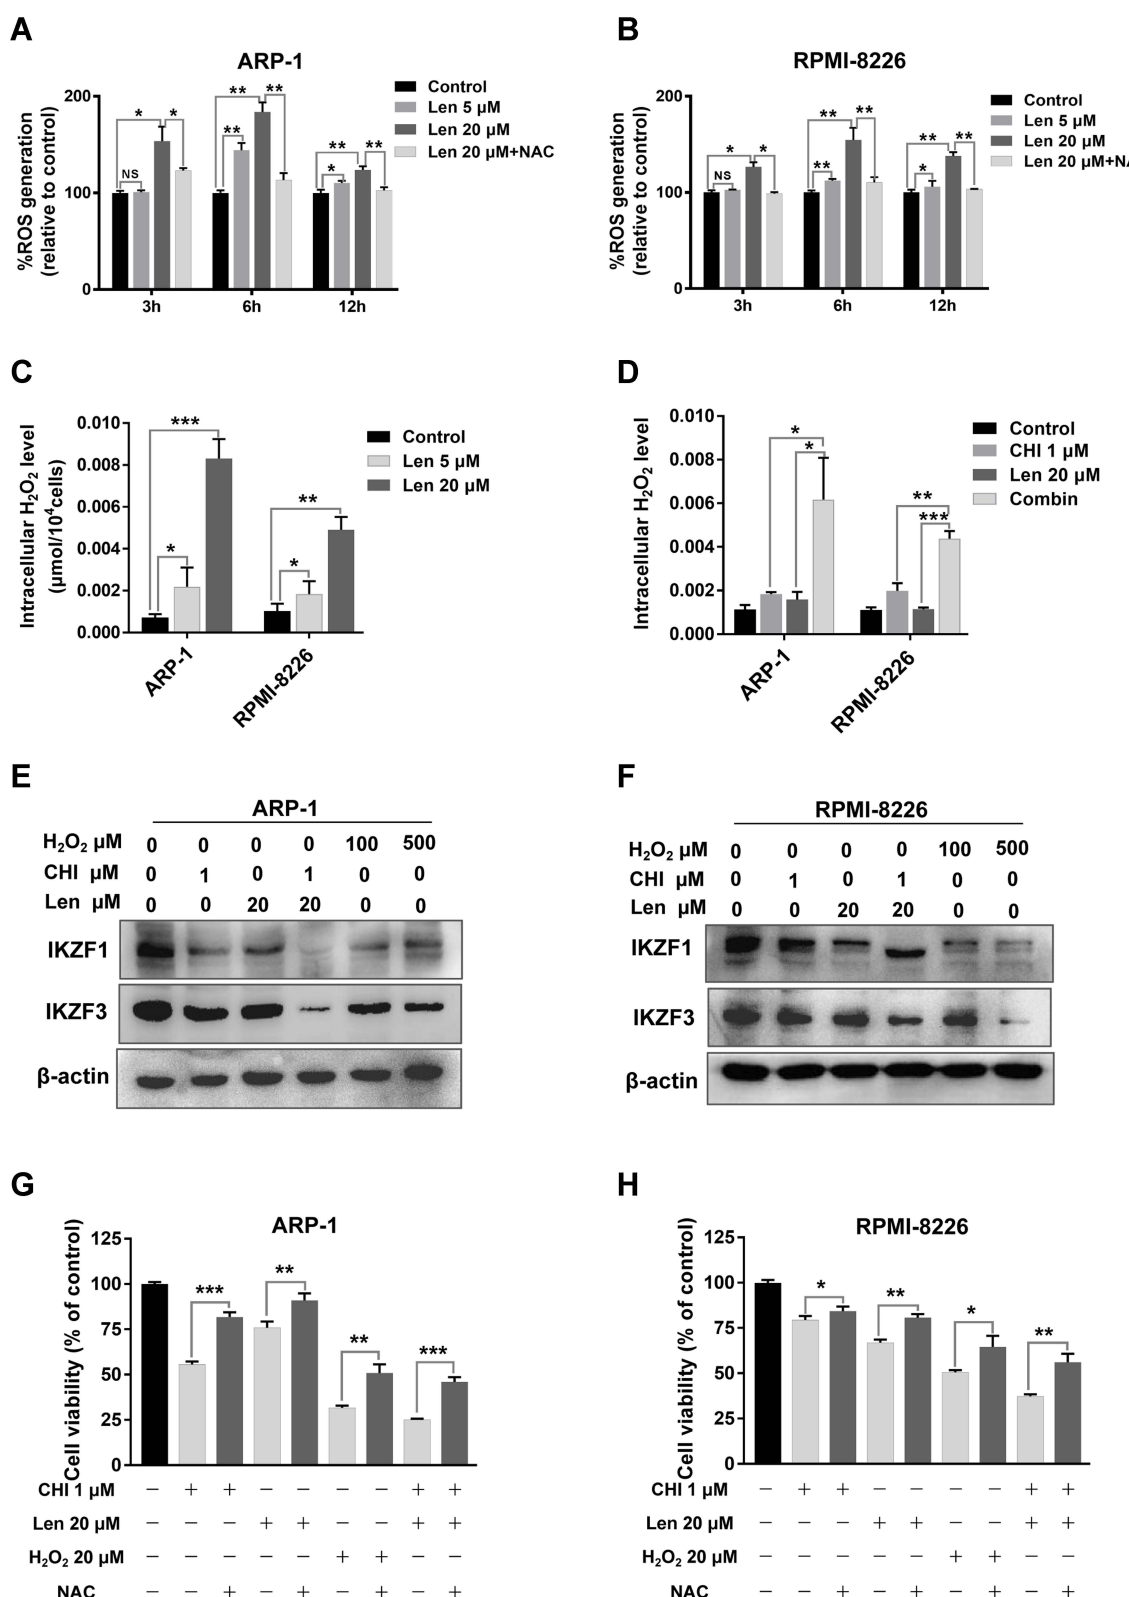 A
ARP-1
%ROS generation
(relative to control)
200
100
0
NS
*
*
**
**
**
*
**
**
3h
6h
12h
Control
Len 5 μM
Len 20 μM
Len 20 μM+NAC
B
RPMI-8226
%ROS generation
(relative to control)
200
100
0
NS
*
*
**
**
**
*
**
**
3h
6h
12h
Control
Len 5 μM
Len 20 μM
Len 20 μM+NA
C
Intracellular H₂O₂ level
(μmol/10⁴cells)
0.010
0.008
0.006
0.004
0.002
0.000
***
*
**
*
ARP-1
RPMI-8226
Control
Len 5 μM
Len 20 μM
D
Intracellular H₂O₂ level
0.010
0.008
0.006
0.004
0.002
0.000
*
*
**
***
ARP-1
RPMI-8226
Control
CHI 1 μM
Len 20 μM
Combin
E
ARP-1
H₂O₂ μM 0 0 0 0 100 500
CHI μM 0 1 0 1 0 0
Len μM 0 0 20 20 0 0
IKZF1
IKZF3
β-actin
F
RPMI-8226
H₂O₂ μM 0 0 0 0 100 500
CHI μM 0 1 0 1 0 0
Len μM 0 0 20 20 0 0
IKZF1
IKZF3
β-actin
G
ARP-1
Cell viability (% of control)
125
100
75
50
25
0
***
**
**
***
CHI 1 μM − + + − − − − + +
Len 20 μM − − − + + − − + +
H₂O₂ 20 μM − − − − − + + − −
NAC − − + − + − + − +
H
RPMI-8226
Cell viability (% of control)
125
100
75
50
25
0
*
**
*
**
CHI 1 μM − + + − − − − + +
Len 20 μM − − − + + − − + +
H₂O₂ 20 μM − − − − − + + − −
NAC − − + − + − + − +